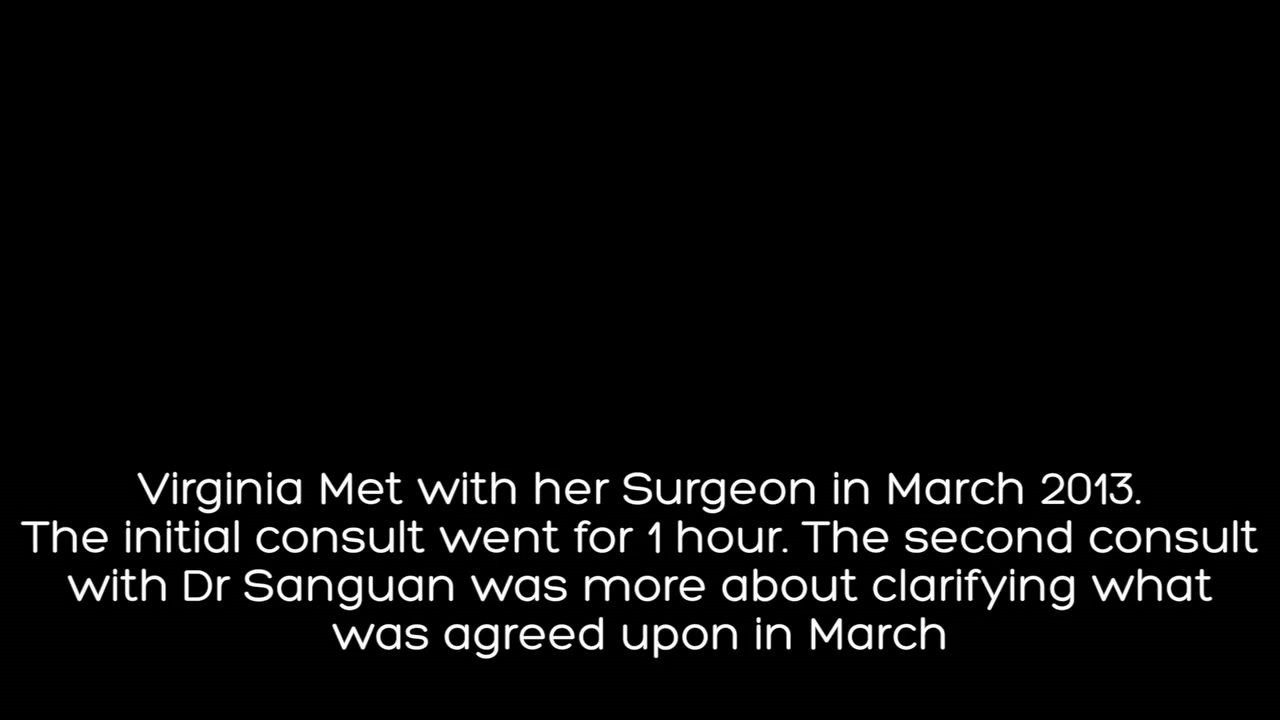 Virginia Met with her Surgeon in March 2013.
The initial consult went for 1 hour. The second consult
with Dr Sanguan was more about clarifying what
was agreed upon in March